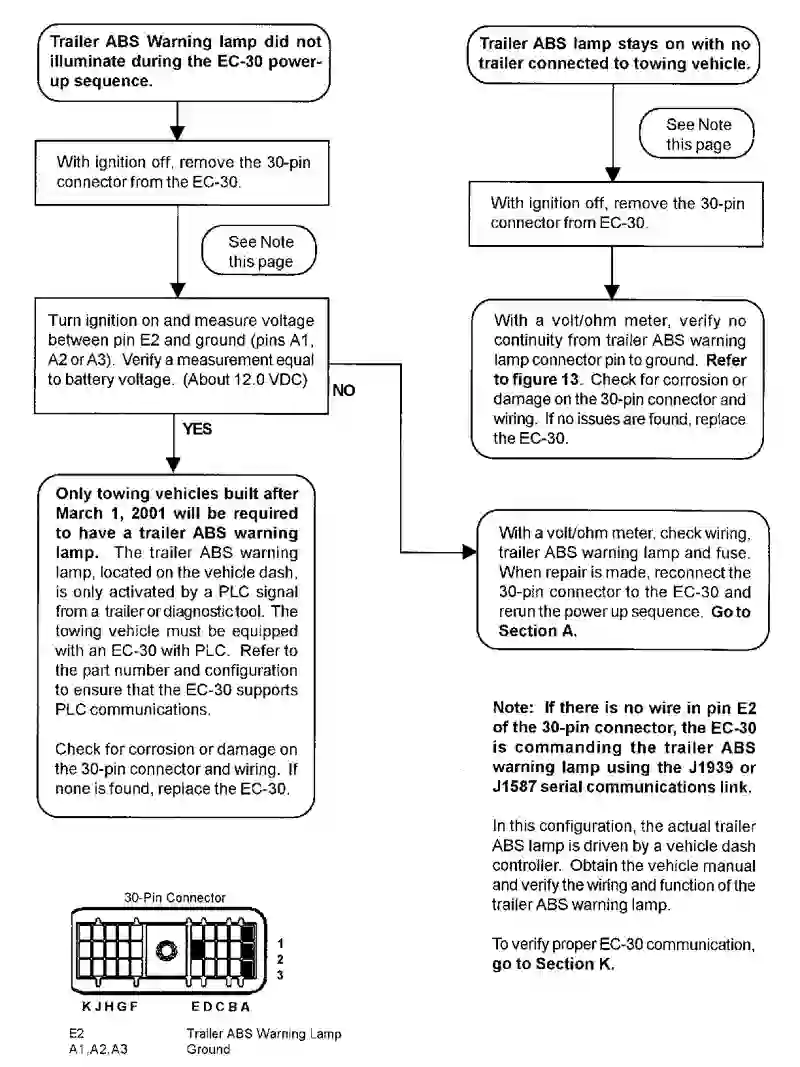 Trailer ABS Warning lamp did not
illuminate during the EC-30 power-
up sequence.
With ignition off, remove the 30-pin
connector from the EC-30.
See Note
this page
Turn ignition on and measure voltage
between pin E2 and ground (pins A1,
A2 or A3). Verify a measurement equal
to battery voltage. (About 12.0 VDC)
NO
YES
Only towing vehicles built after
March 1, 2001 will be required
to have a trailer ABS warning
lamp. The trailer ABS warning
lamp, located on the vehicle dash,
is only activated by a PLC signal
from a trailer or diagnostic tool. The
towing vehicle must be equipped
with an EC-30 with PLC. Refer to
the part number and configuration
to ensure that the EC-30 supports
PLC communications.
Check for corrosion or damage on
the 30-pin connector and wiring. If
none is found, replace the EC-30.
30-Pin Connector
1
2
3
K J H G F E D C B A
E2 Trailer ABS Warning Lamp
A1,A2,A3 Ground
Trailer ABS lamp stays on with no
trailer connected to towing vehicle.
See Note
this page
With ignition off, remove the 30-pin
connector from EC-30.
With a volt/ohm meter, verify no
continuity from trailer ABS warning
lamp connector pin to ground. Refer
to figure 13. Check for corrosion or
damage on the 30-pin connector and
wiring. If no issues are found, replace
the EC-30.
With a volt/ohm meter, check wiring,
trailer ABS warning lamp and fuse.
When repair is made, reconnect the
30-pin connector to the EC-30 and
rerun the power up sequence. Go to
Section A.
Note: If there is no wire in pin E2
of the 30-pin connector, the EC-30
is commanding the trailer ABS
warning lamp using the J1939 or
J1587 serial communications link.
In this configuration, the actual trailer
ABS lamp is driven by a vehicle dash
controller. Obtain the vehicle manual
and verify the wiring and function of the
trailer ABS warning lamp.
To verify proper EC-30 communication,
go to Section K.